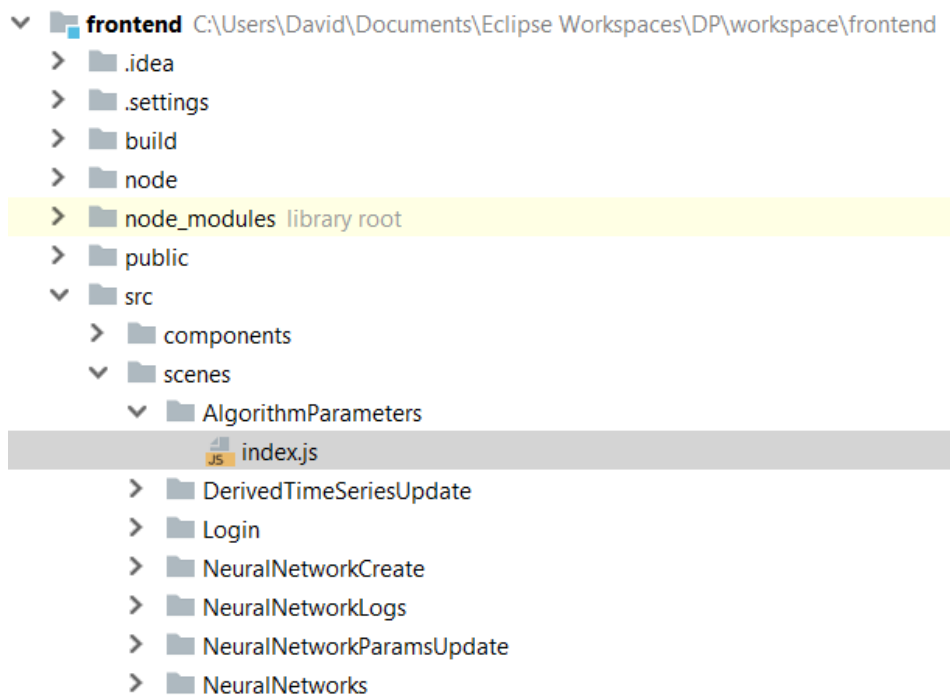 frontend C:\Users\David\Documents\Eclipse Workspaces\DP\workspace\frontend
.idea
.settings
build
node
node_modules library root
public
src
components
scenes
AlgorithmParameters
JS index.js
DerivedTimeSeriesUpdate
Login
NeuralNetworkCreate
NeuralNetworkLogs
NeuralNetworkParamsUpdate
NeuralNetworks